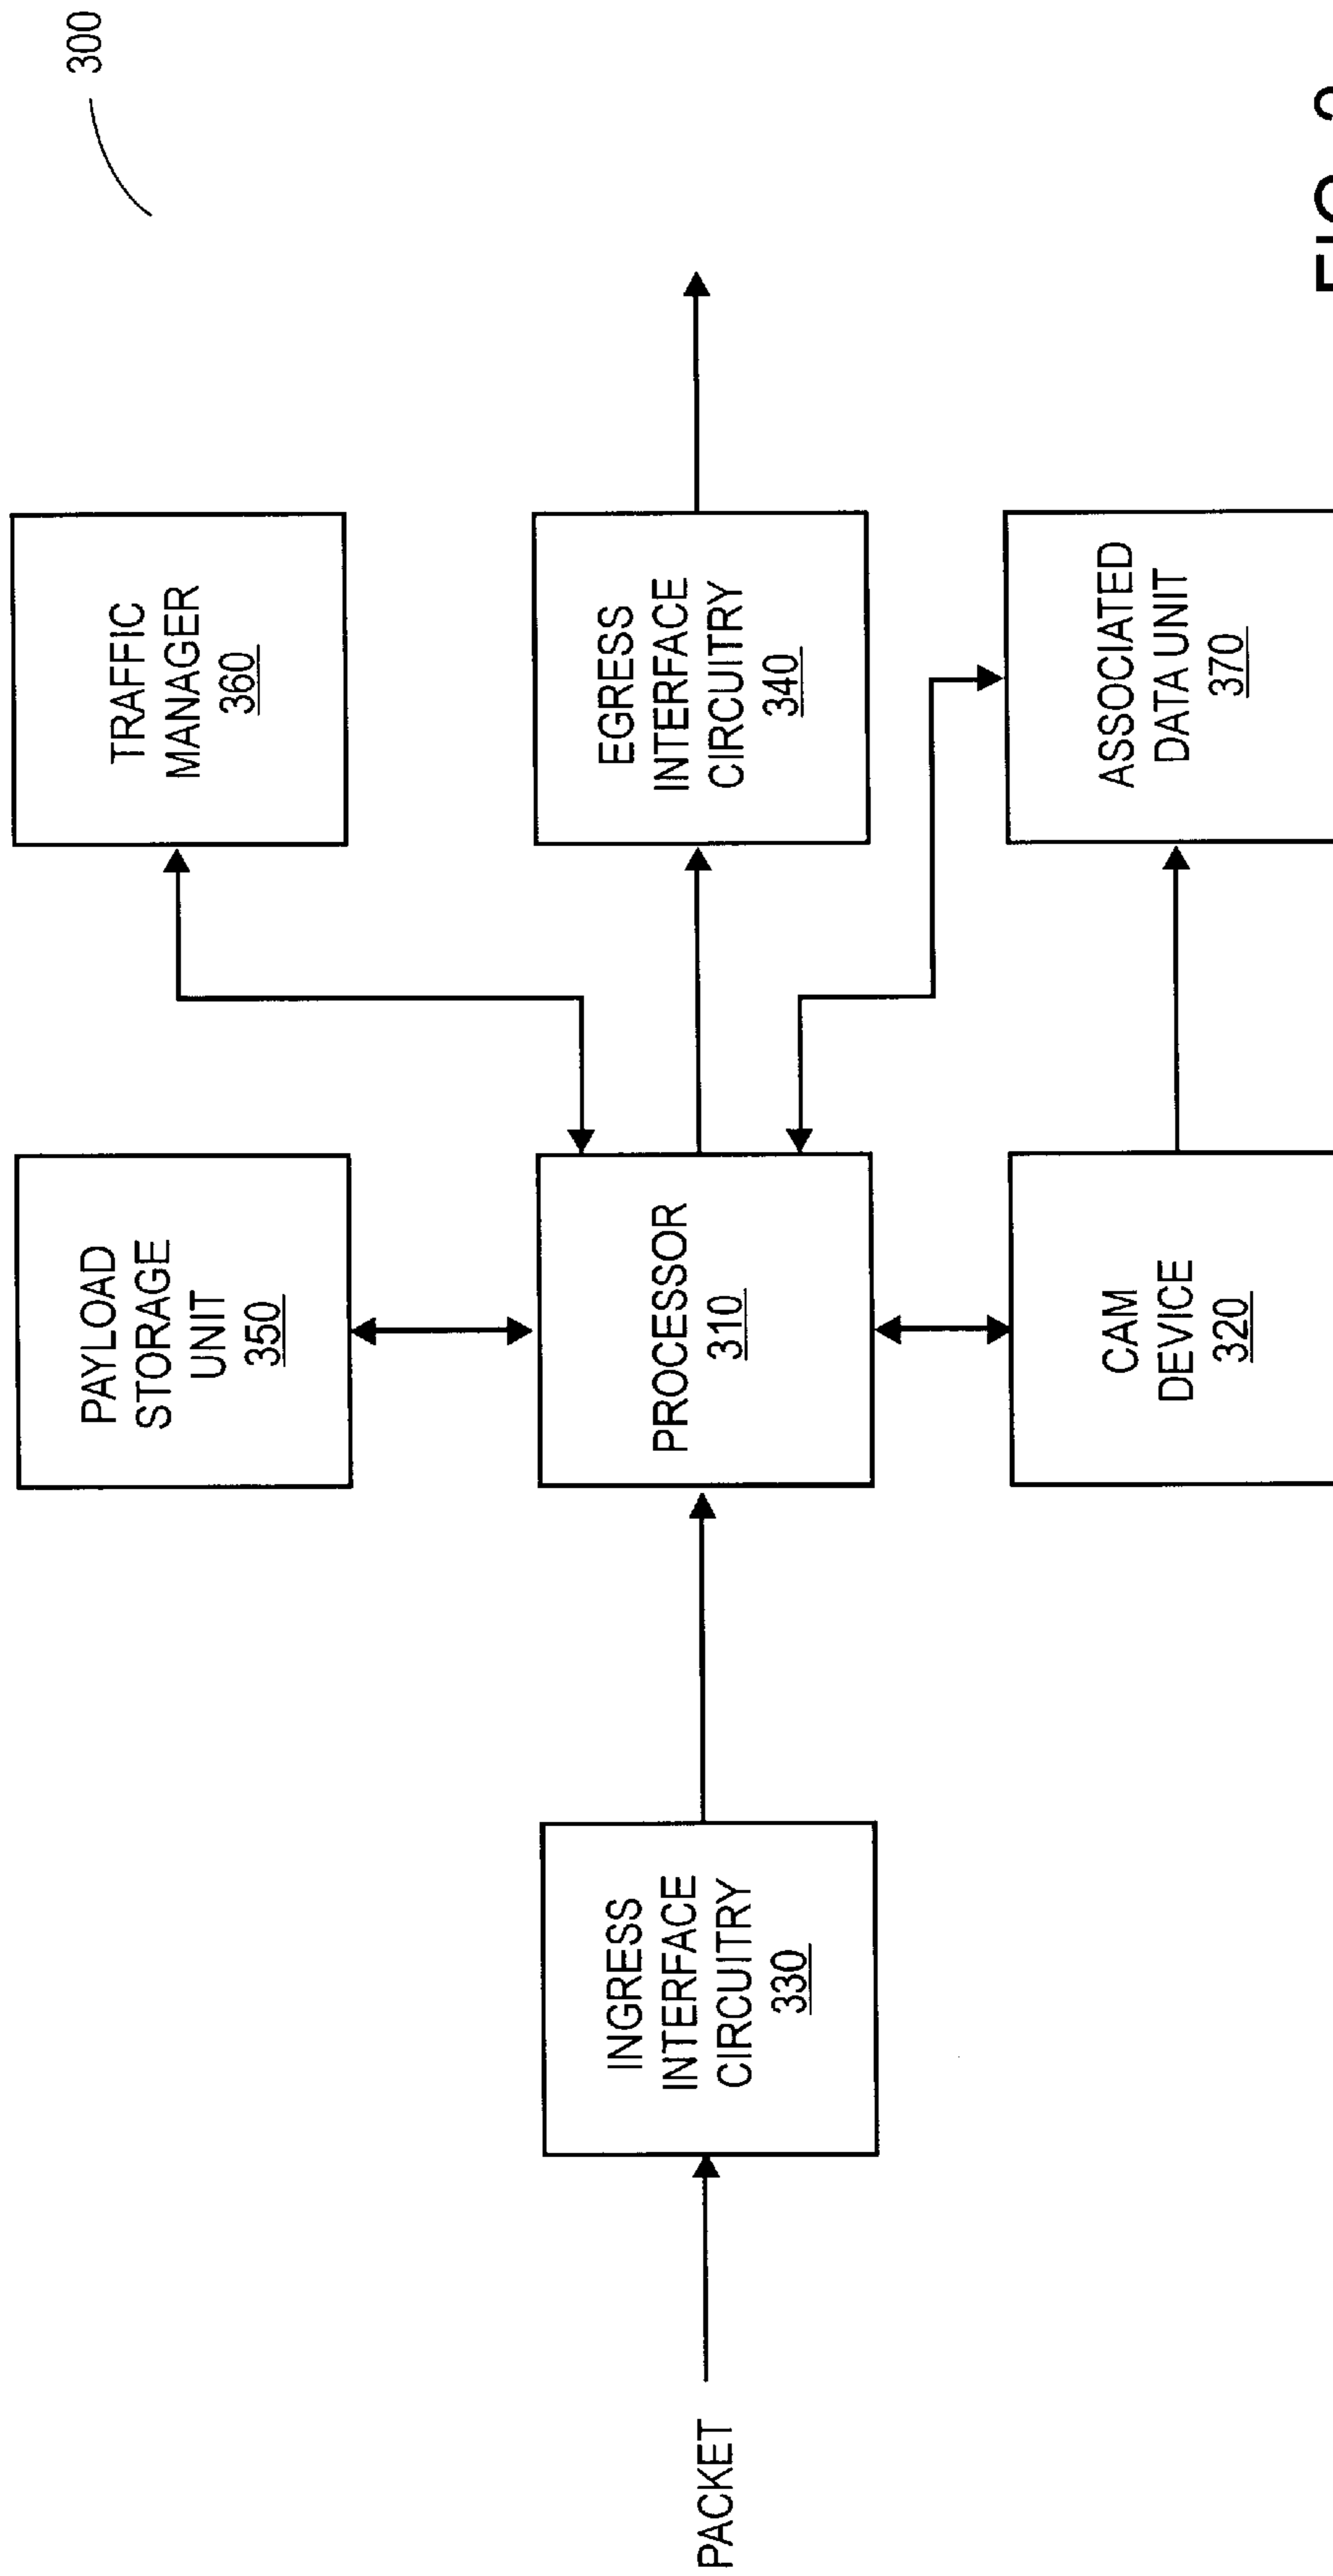 300
PAYLOAD
STORAGE
UNIT
350
TRAFFIC
MANAGER
360
PACKET
INGRESS
INTERFACE
CIRCUITRY
330
PROCESSOR
310
EGRESS
INTERFACE
CIRCUITRY
340
CAM
DEVICE
320
ASSOCIATED
DATA UNIT
370